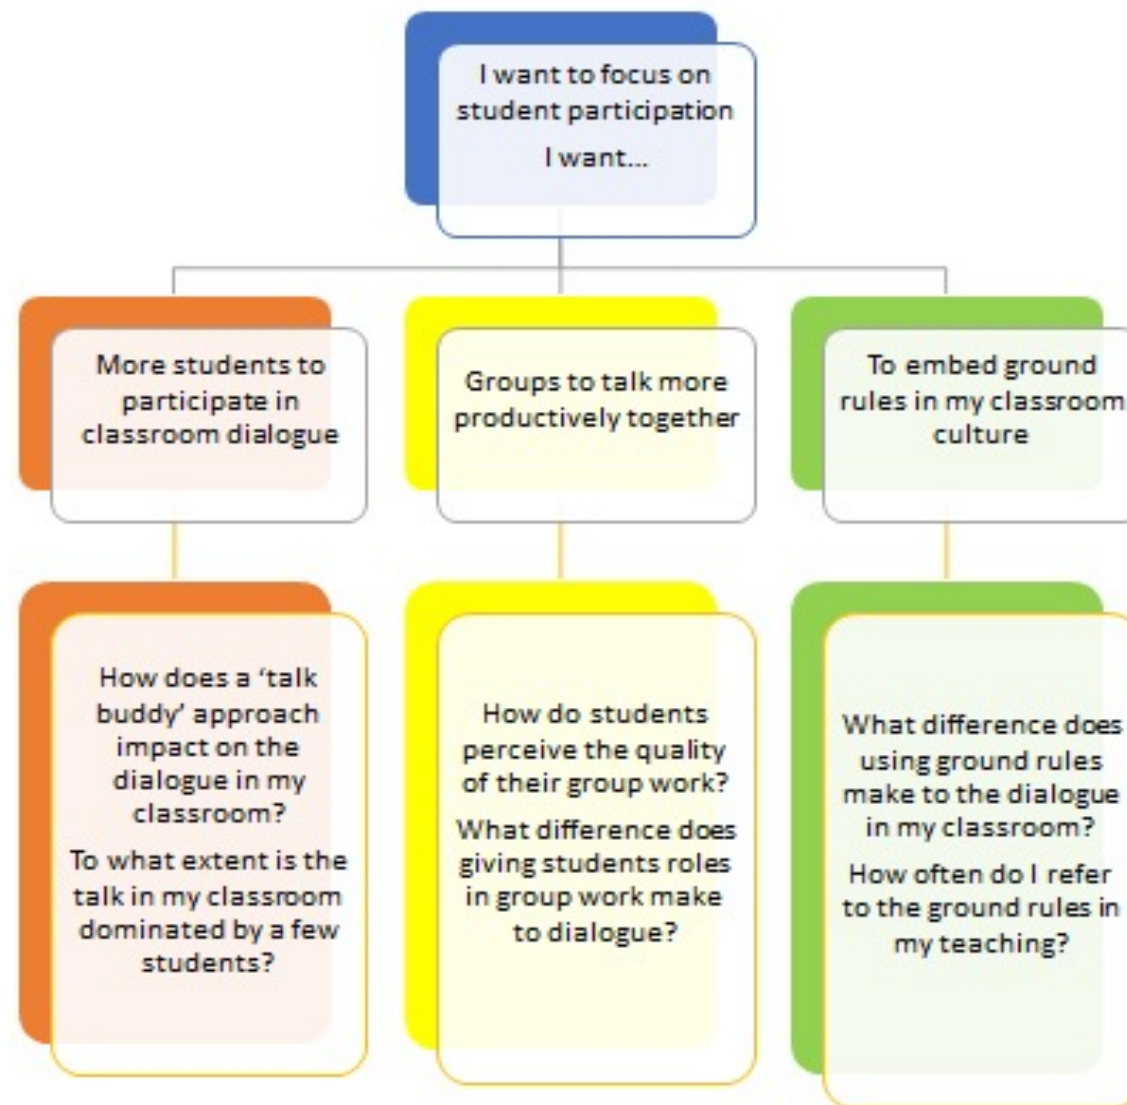 I want to focus on
student participation
I want...
More students to
participate in
classroom dialogue
Groups to talk more
productively together
To embed ground
rules in my classroom
culture
How does a ‘talk
buddy’ approach
impact on the
dialogue in my
classroom?
To what extent is the
talk in my classroom
dominated by a few
students?
How do students
perceive the quality
of their group work?
What difference does
giving students roles
in group work make
to dialogue?
What difference does
using ground rules
make to the dialogue
in my classroom?
How often do I refer
to the ground rules in
my teaching?